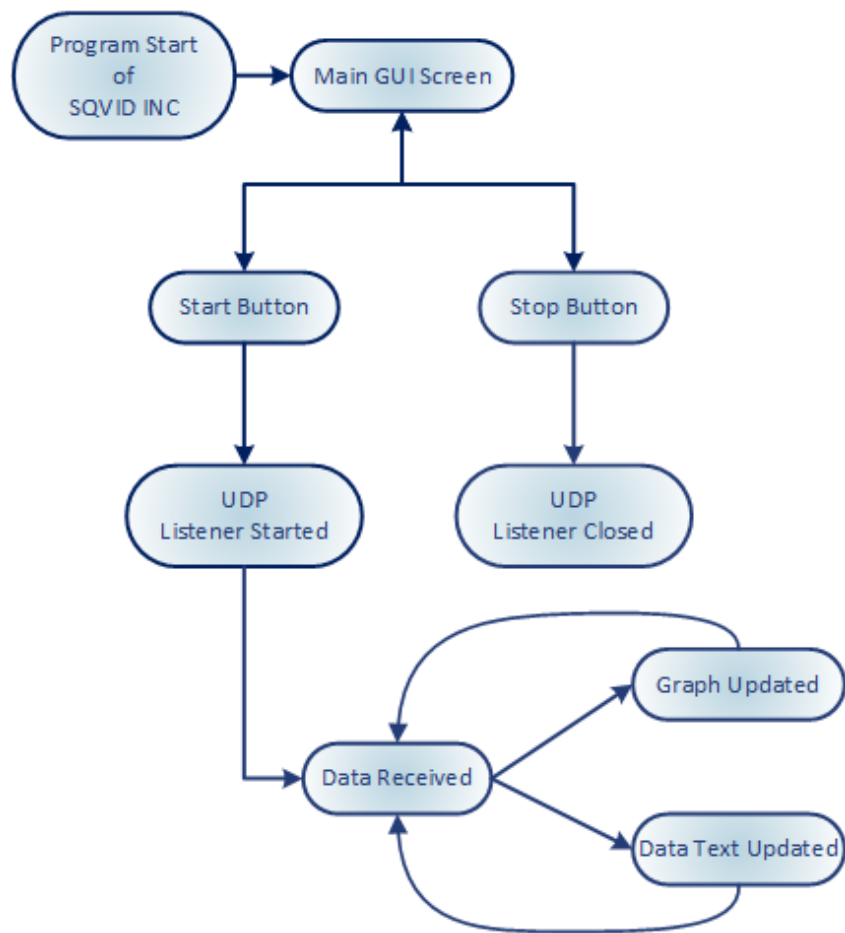 Program Start
of
SQVID INC
Main GUI Screen
Start Button
Stop Button
UDP
Listener Started
UDP
Listener Closed
Graph Updated
Data Received
Data Text Updated